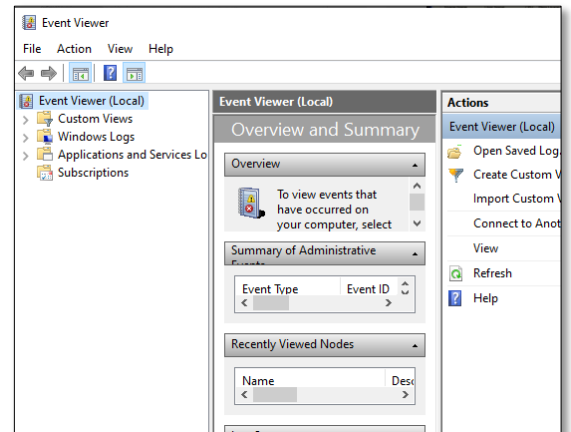 Event Viewer
File Action View Help
Event Viewer (Local)
Custom Views
Windows Logs
Applications and Services Lo
Subscriptions
Event Viewer (Local)
Overview and Summary
Overview
To view events that
have occurred on
your computer, select
Summary of Administrative
Events
Event Type Event ID
Recently Viewed Nodes
Name Desc
Actions
Event Viewer (Local)
Open Saved Log.
Create Custom V
Import Custom V
Connect to Anot
View
Refresh
Help